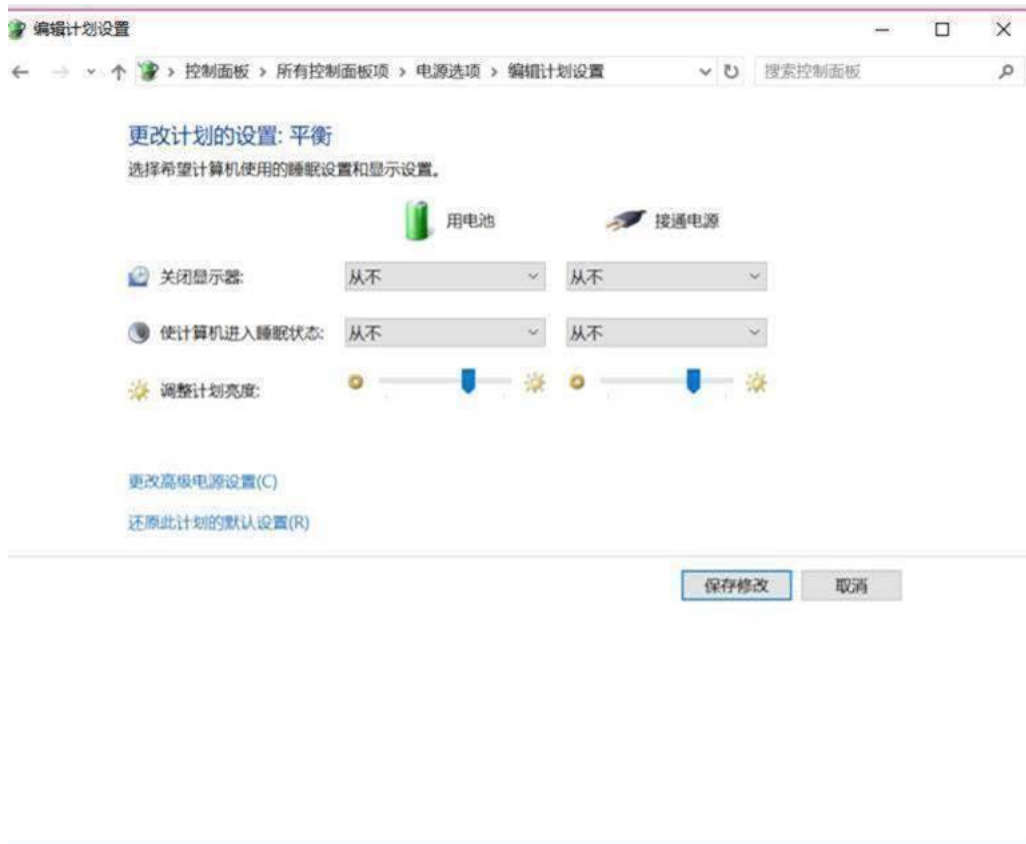 编辑计划设置
控制面板 > 所有控制面板项 > 电源选项 > 编辑计划设置 搜索控制面板
更改计划的设置: 平衡
选择希望计算机使用的睡眠设置和显示设置。
用电池 接通电源
关闭显示器: 从不 从不
使计算机进入睡眠状态: 从不 从不
调整计划亮度:
更改高级电源设置(C)
还原此计划的默认设置(R)
保存修改 取消